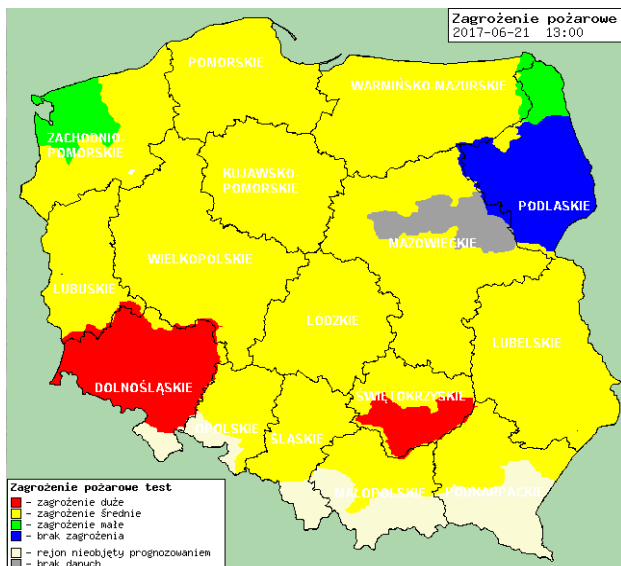 Zagrożenie pożarowe
2017-06-21 13:00
POMORSKIE
WARMIŃSKO-MAZURSKIE
ZACHODNIO-
POMORSKIE
KUJAWSKO-
POMORSKIE
PODLASKIE
MAZOWIECKIE
WIELKOPOLSKIE
LUBUSKIE
ŁÓDZKIE
LUBELSKIE
DOLNOŚLĄSKIE
ŚWIĘTOKRZYSKIE
OPOLSKIE
ŚLĄSKIE
MAŁOPOLSKIE
PODKARPACKIE
Zagrożenie pożarowe test
– zagrożenie duże
– zagrożenie średnie
– zagrożenie małe
– brak zagrożenia
– rejon nieobjęty prognozowaniem
– brak danych